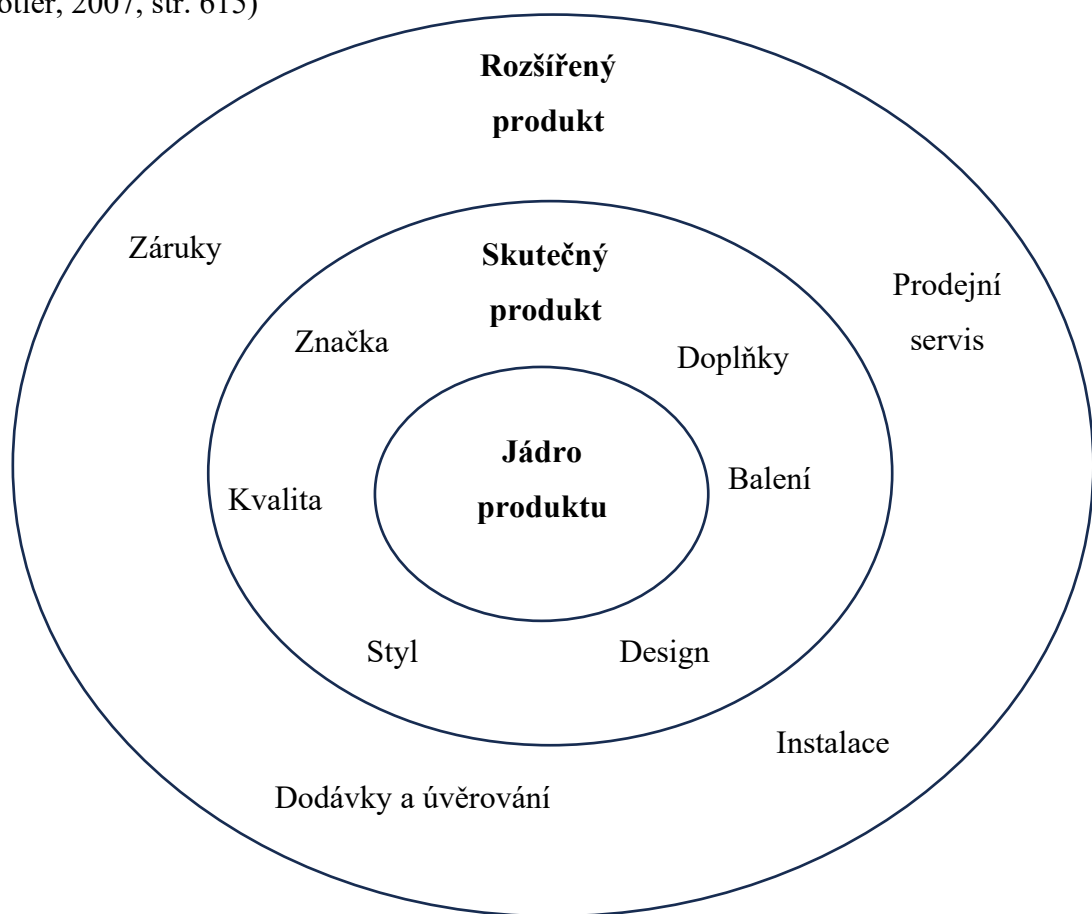 2007, str. 615)
Rozšířený
produkt
Záruky
Skutečný
produkt
Prodejní
servis
Značka
Doplňky
Jádro
produktu
Balení
Kvalita
Styl
Design
Instalace
Dodávky a úvěrování